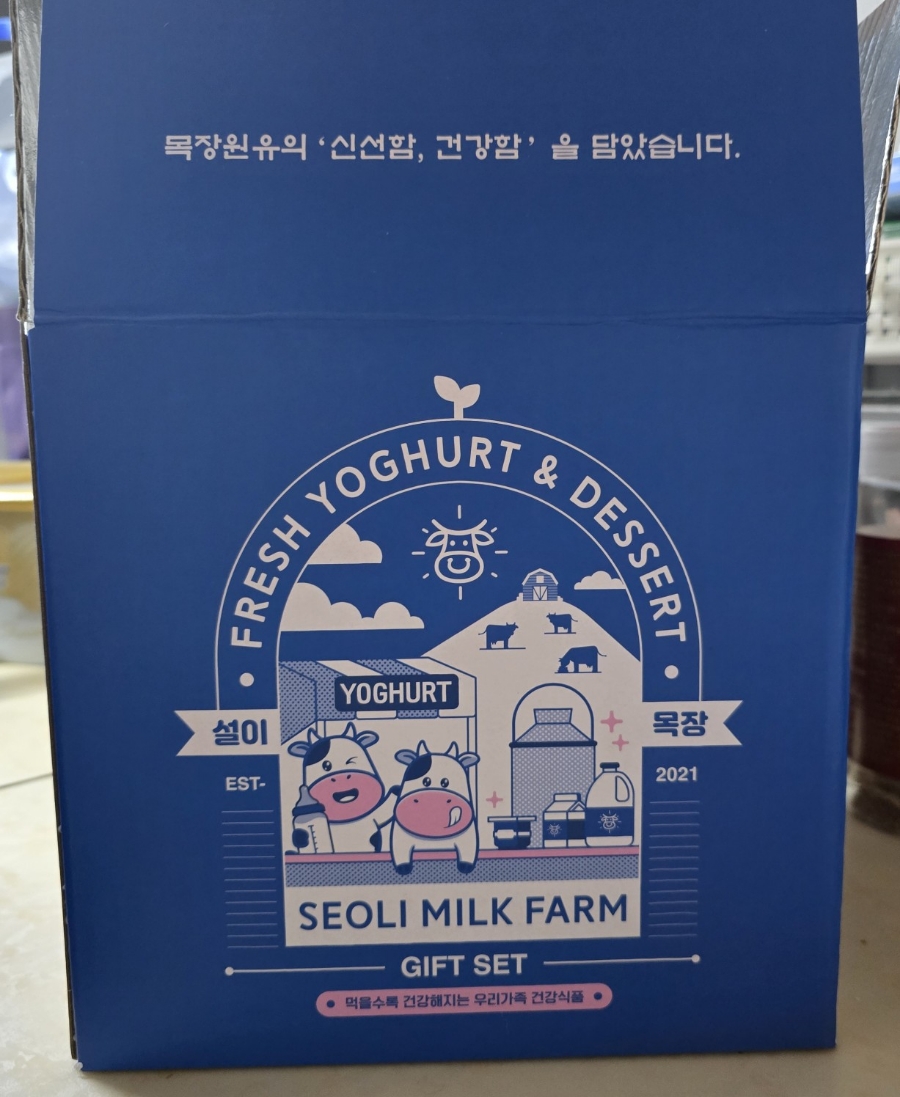 목장원유의 ‘신선함, 건강함’ 을 담았습니다.
FRESH YOGHURT & DESSERT
YOGHURT
설이 목장
EST- 2021
SEOLI MILK FARM
GIFT SET
• 먹을수록 건강해지는 우리가족 건강식품 •